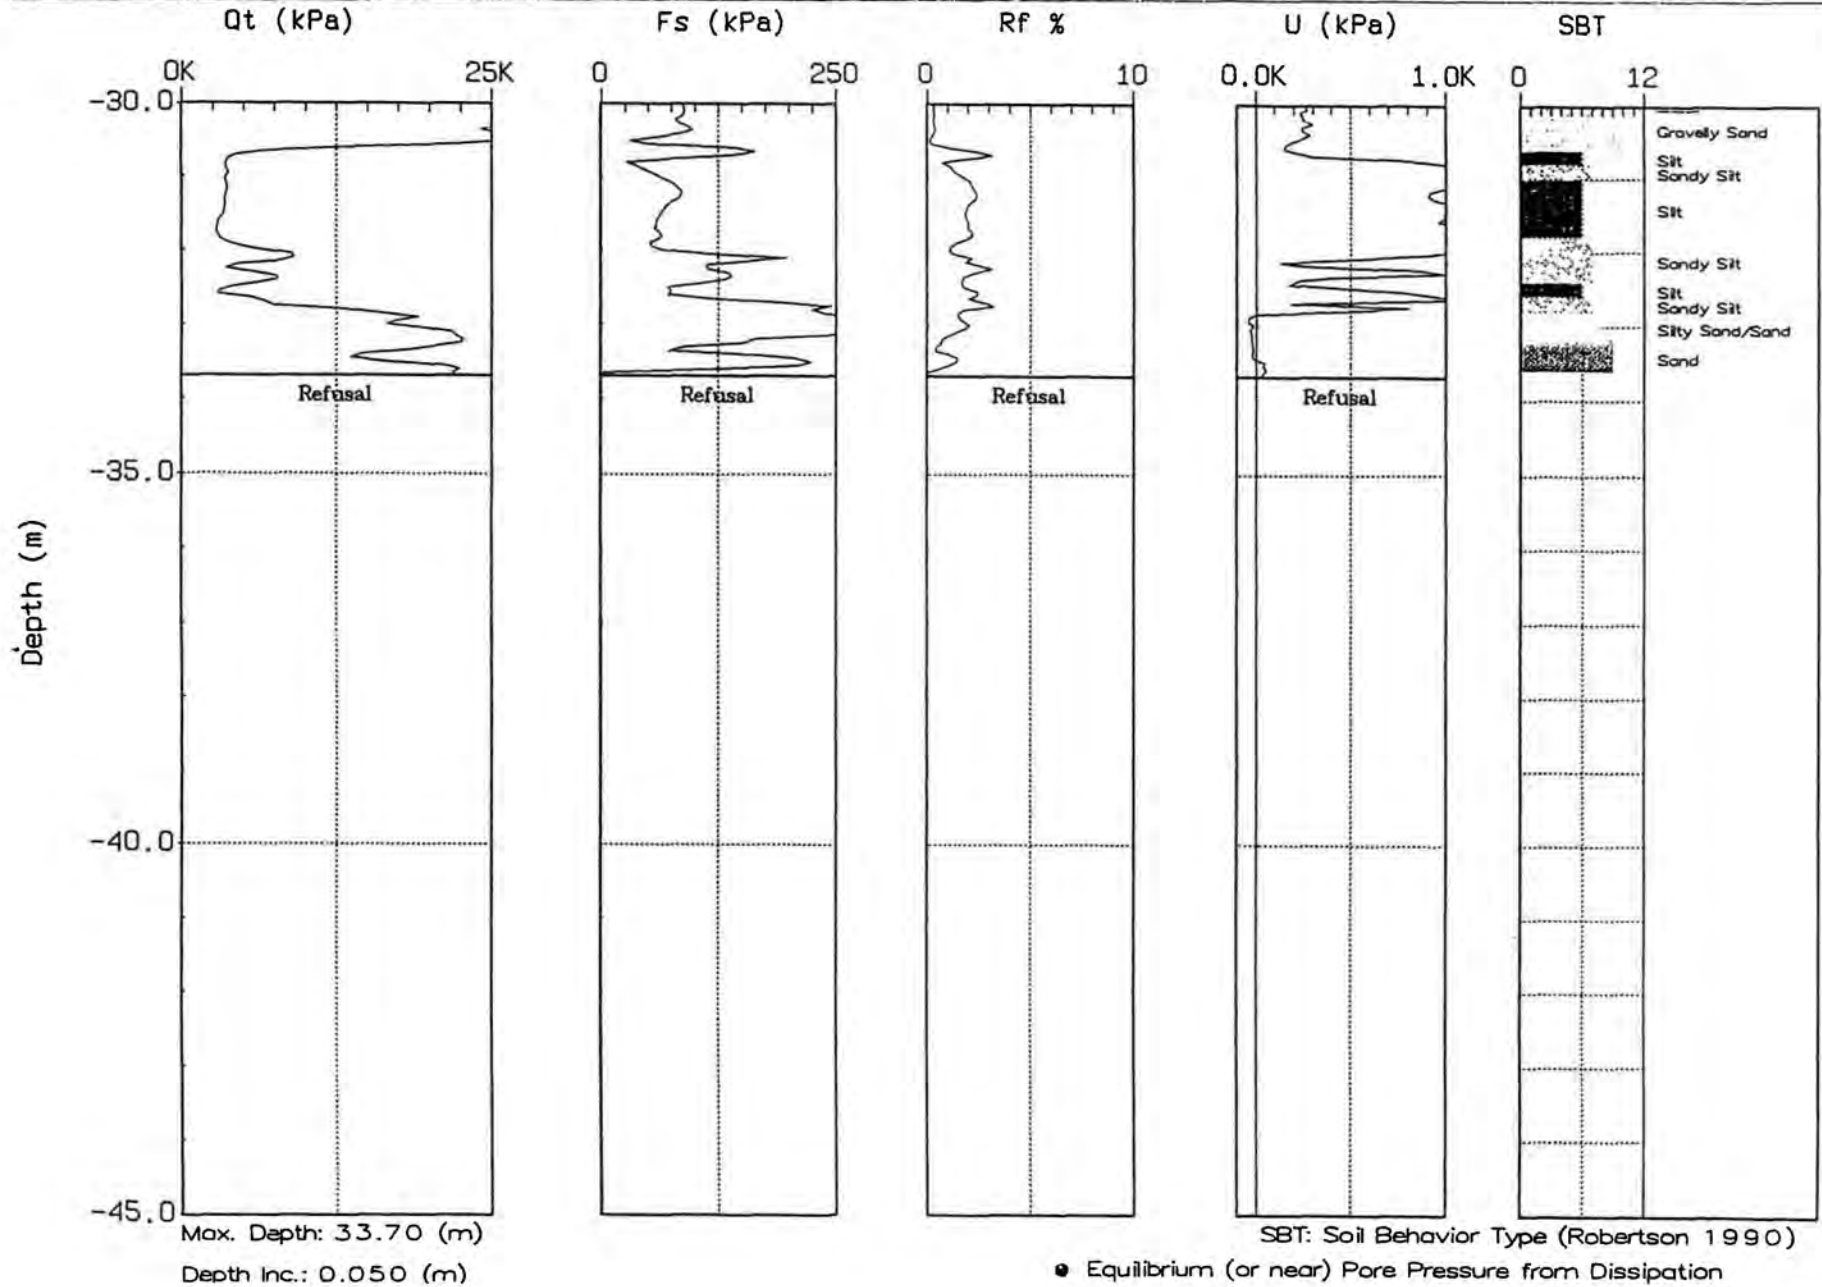 Qt (kPa) Fs (kPa) Rf % U (kPa) SBT
0K 25K 0 250 0 10 0.0K 1.0K 0 12
-30.0
Gravelly Sand
Silt
Sandy Silt
Silt
Sandy Silt
Silt
Sandy Silt
Silty Sand/Sand
Sand
Refusal Refusal Refusal Refusal
-35.0
Depth (m)
-40.0
-45.0
Max. Depth: 33.70 (m)
Depth Inc.: 0.050 (m)
SBT: Soil Behavior Type (Robertson 1990)
Equilibrium (or near) Pore Pressure from Dissipation